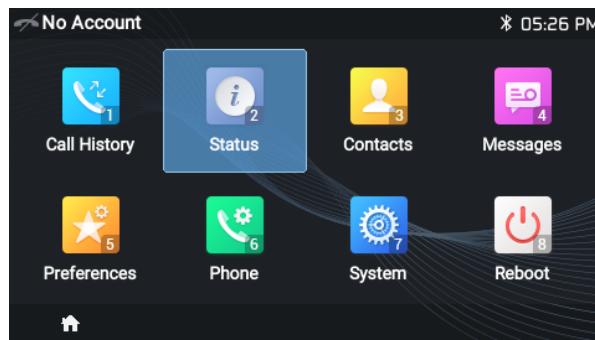 No Account 05:26 PM
1 2 3 4
Call History Status Contacts Messages
5 6 7 8
Preferences Phone System Reboot